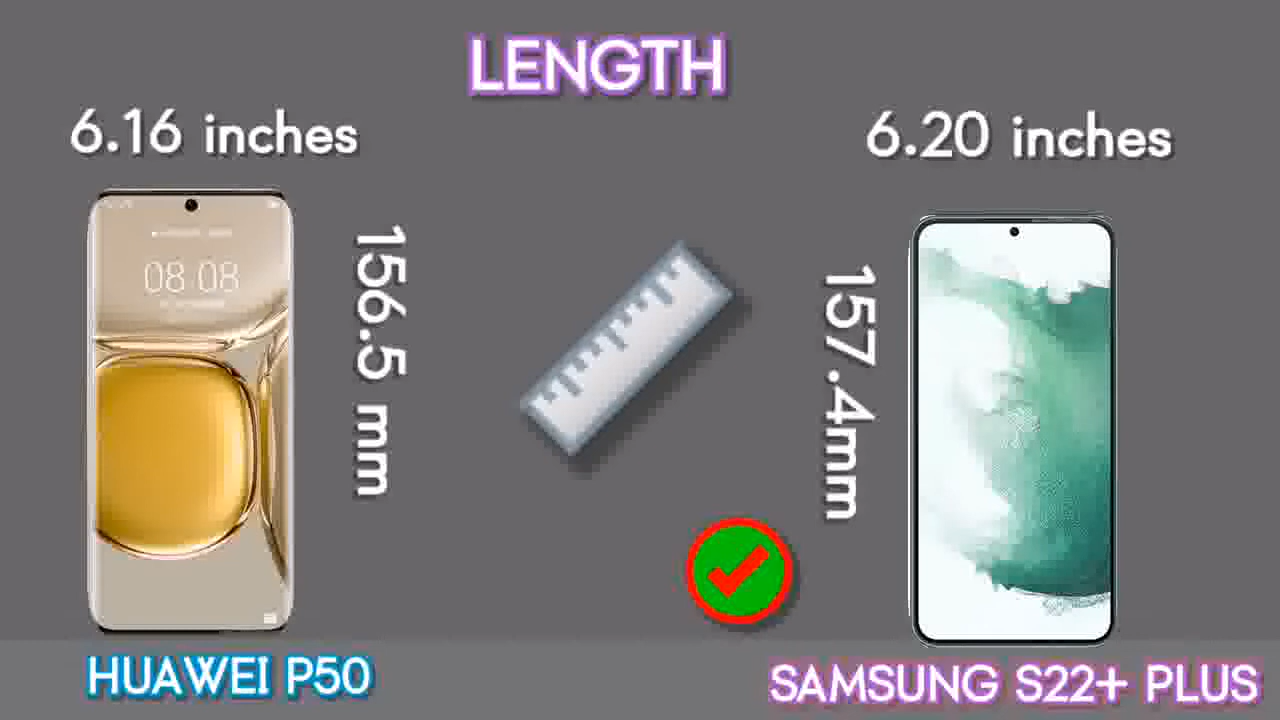 LENGTH
6.16 inches
6.20 inches
08:08
156.5 mm
157.4mm
HUAWEI P50
SAMSUNG S22+ PLUS